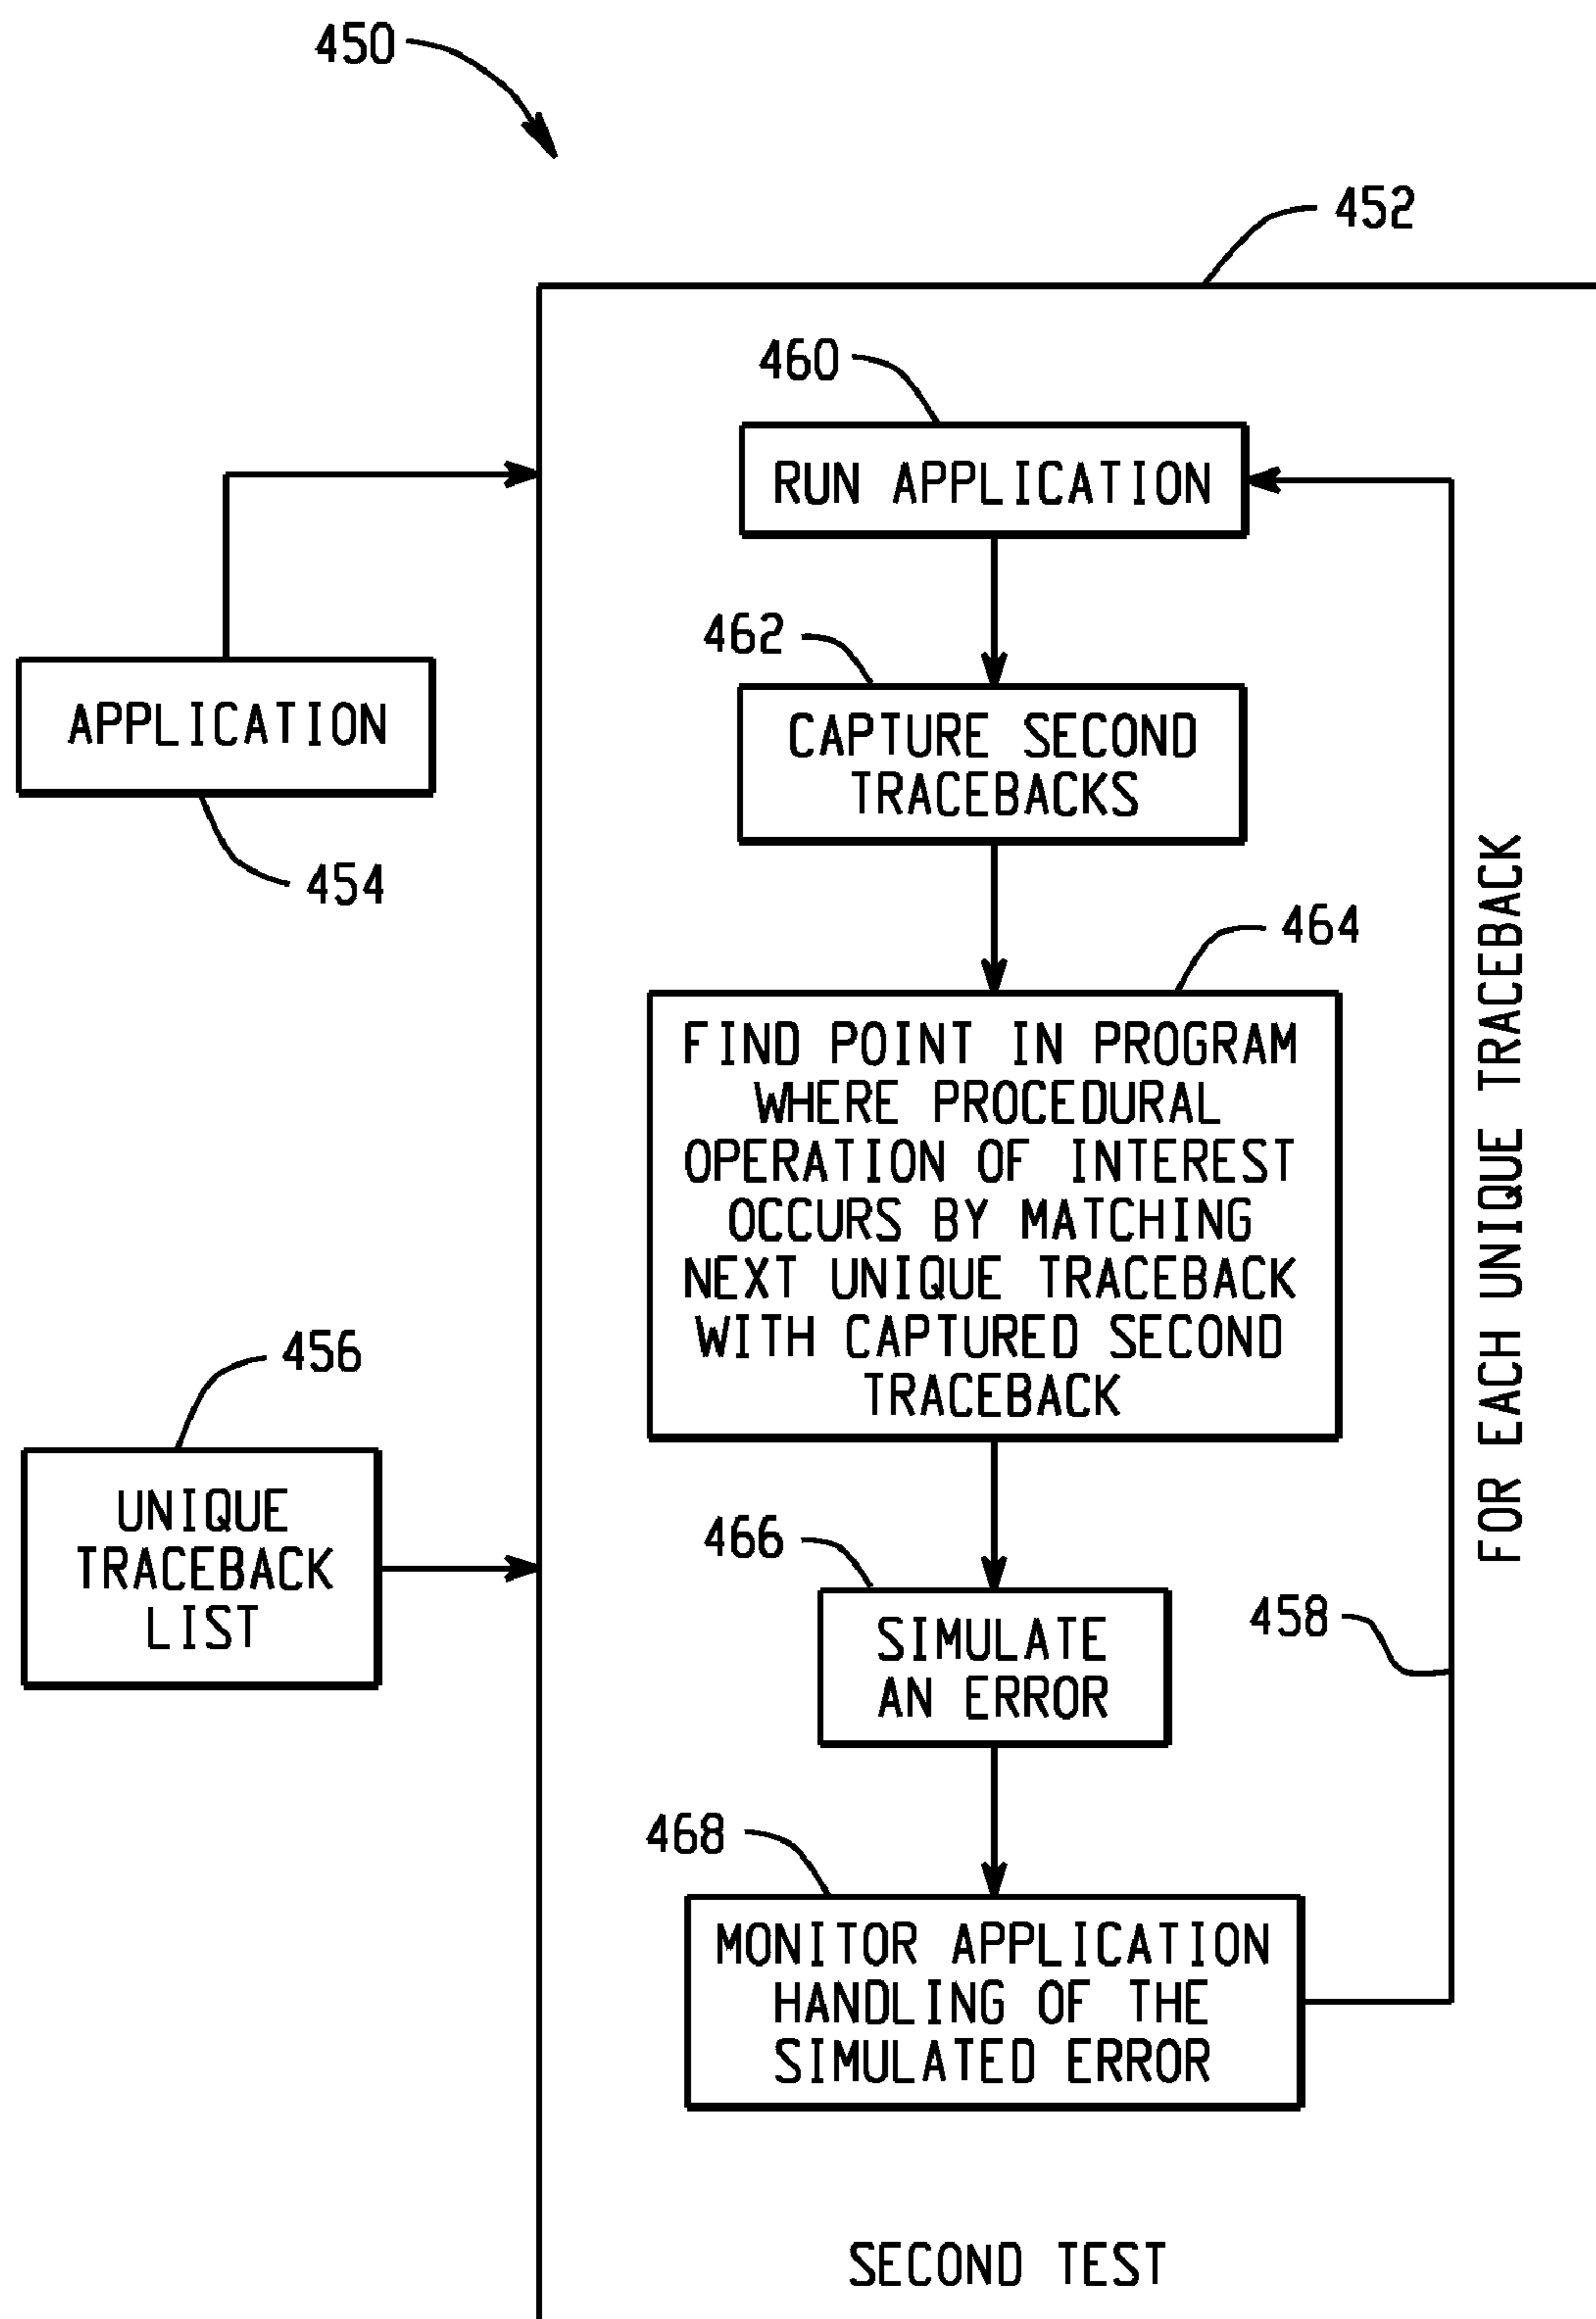 450
452
460
RUN APPLICATION
462
CAPTURE SECOND
TRACEBACKS
APPLICATION
454
464
FIND POINT IN PROGRAM
WHERE PROCEDURAL
OPERATION OF INTEREST
OCCURS BY MATCHING
NEXT UNIQUE TRACEBACK
WITH CAPTURED SECOND
TRACEBACK
FOR EACH UNIQUE TRACEBACK
456
UNIQUE
TRACEBACK
LIST
466
SIMULATE
AN ERROR
458
468
MONITOR APPLICATION
HANDLING OF THE
SIMULATED ERROR
SECOND TEST